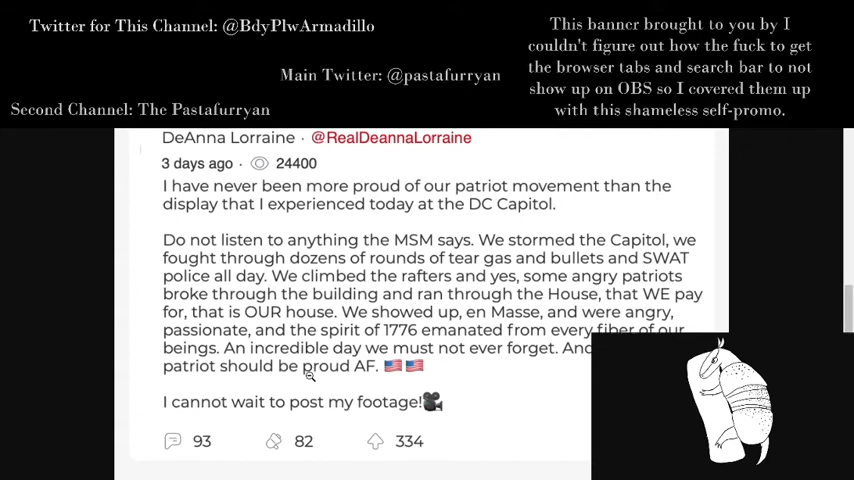 Twitter for This Channel: @BdyPlwArmadillo
Main Twitter: @pastafurryan
Second Channel: The Pastafurryan
This banner brought to you by I
couldn't figure out how the fuck to get
the browser tabs and search bar to not
show up on OBS so I covered them up
with this shameless self-promo.
DeAnna Lorraine · @RealDeannaLorraine
3 days ago · 24400
I have never been more proud of our patriot movement than the
display that I experienced today at the DC Capitol.
Do not listen to anything the MSM says. We stormed the Capitol, we
fought through dozens of rounds of tear gas and bullets and SWAT
police all day. We climbed the rafters and yes, some angry patriots
broke through the building and ran through the House, that WE pay
for, that is OUR house. We showed up, en Masse, and were angry,
passionate, and the spirit of 1776 emanated from every fiber of our
beings. An incredible day we must not ever forget. And
patriot should be proud AF. 🇺🇸🇺🇸
I cannot wait to post my footage!🎥
93 82 334